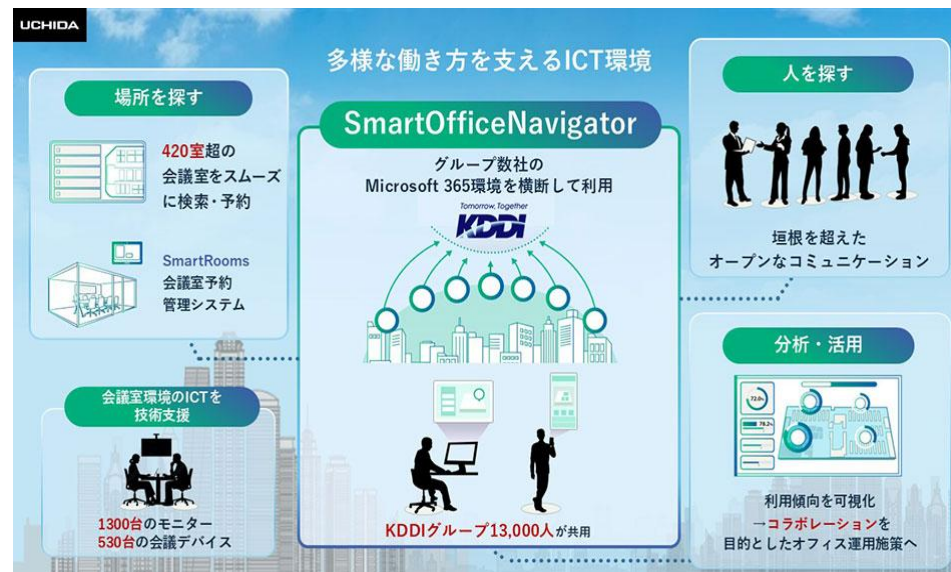 UCHIDA
多様な働き方を支えるICT環境
場所を探す
420室超の
会議室をスムーズ
に検索・予約
SmartRooms
会議室予約
管理システム
会議室環境のICTを
技術支援
1300台のモニター
530台の会議デバイス
SmartOfficeNavigator
グループ数社の
Microsoft 365環境を横断して利用
Tomorrow, Together
KDDI
KDDIグループ13,000人が共用
人を探す
垣根を超えた
オープンなコミュニケーション
分析・活用
72.0%
78.2%
利用傾向を可視化
→コラボレーションを
目的としたオフィス運用施策へ